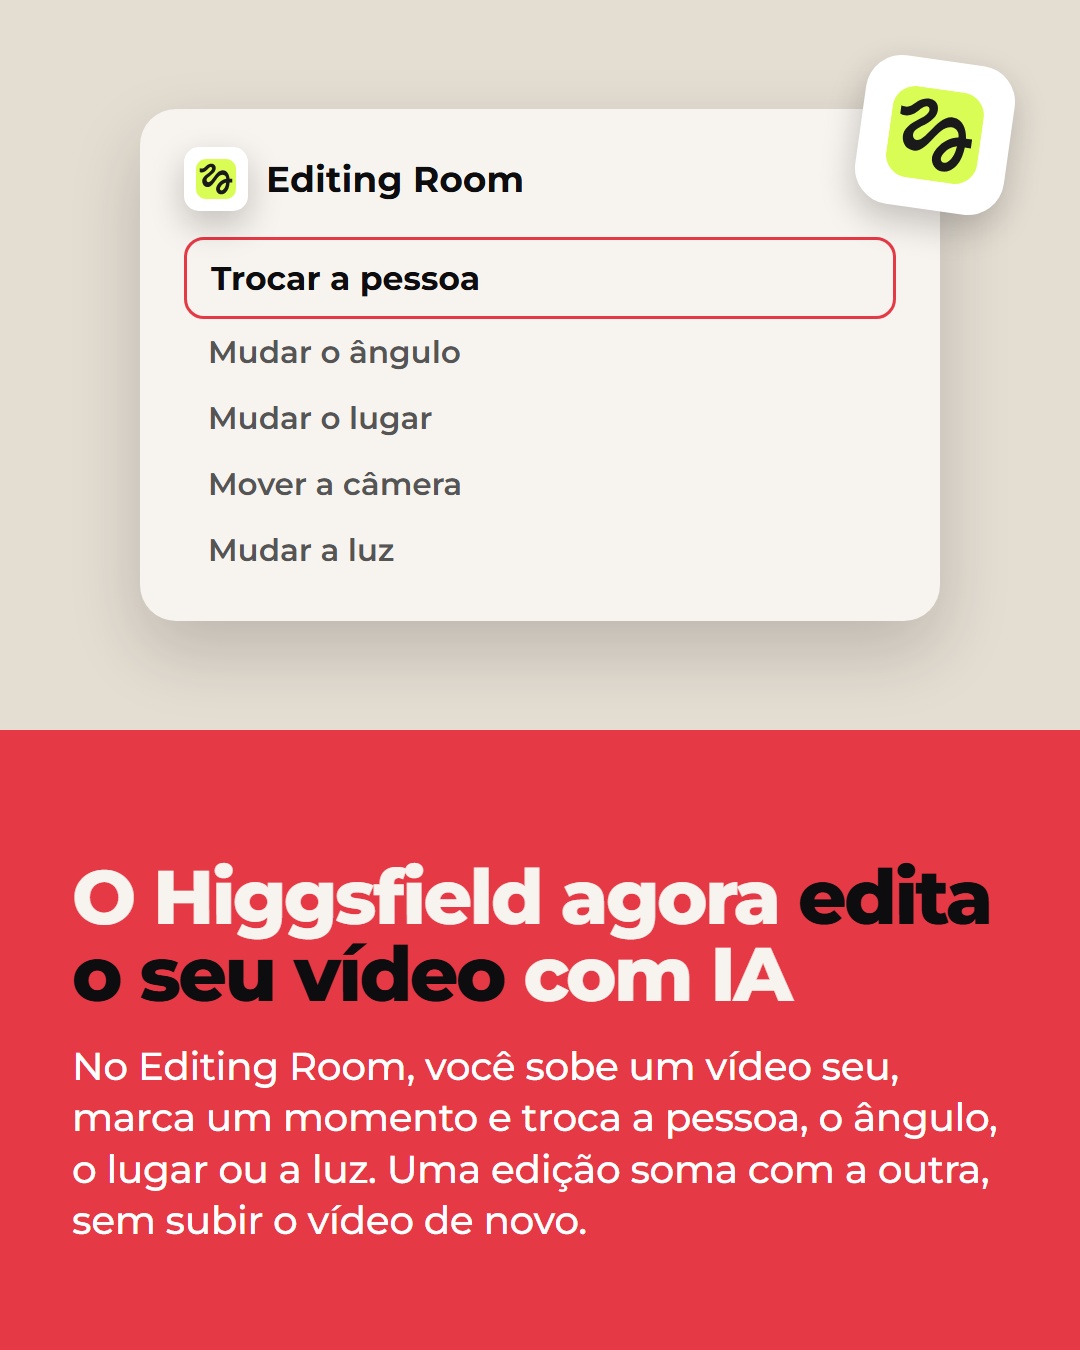 Editing Room
Trocar a pessoa
Mudar o ângulo
Mudar o lugar
Mover a câmera
Mudar a luz
O Higgsfield agora edita
o seu vídeo com IA
No Editing Room, você sobe um vídeo seu,
marca um momento e troca a pessoa, o ângulo,
o lugar ou a luz. Uma edição soma com a outra,
sem subir o vídeo de novo.